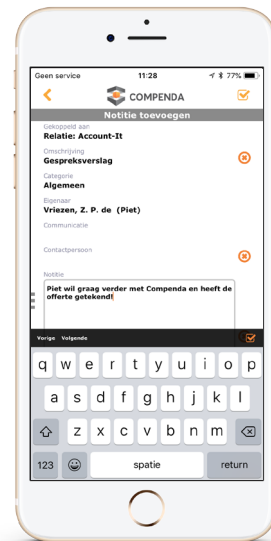 Geen service 11:28 77%
COMPENDA
Notitie toevoegen
Gekoppeld aan
Relatie: Account-It
Omschrijving
Gespreksverslag
Categorie
Algemeen
Eigenaar
Vriezen, Z. P. de (Piet)
Communicatie
Contactpersoon
Notitie
Piet wil graag verder met Compenda en heeft de
offerte getekend!
Vorige Volgende
q w e r t y u i o p
a s d f g h j k l
z x c v b n m
123 spatie return